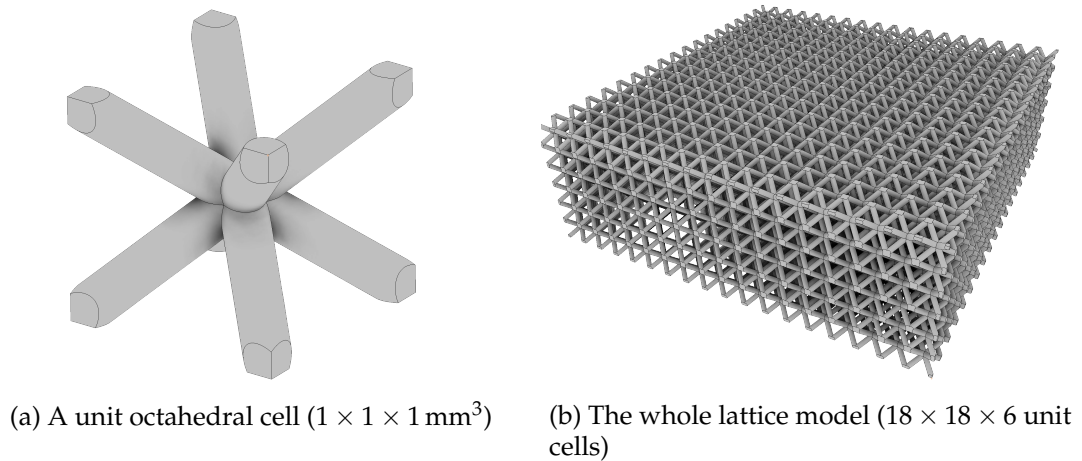 (a) A unit octahedral cell (1 × 1 × 1 mm³)
(b) The whole lattice model (18 × 18 × 6 unit
cells)